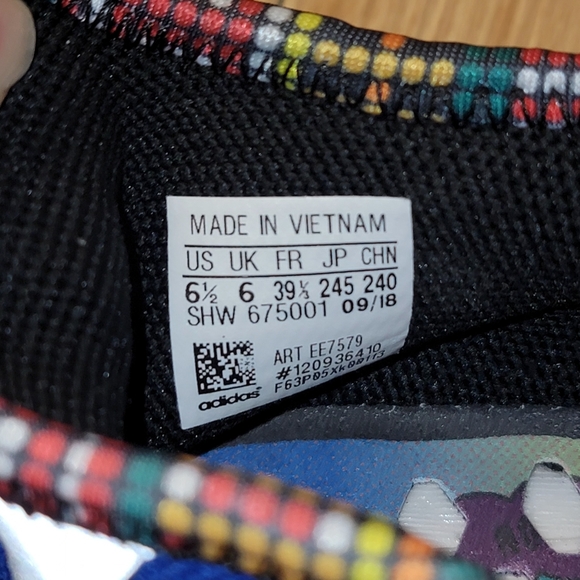 MADE IN VIETNAM
US UK FR JP CHN
6½ 6 39⅓ 245 240
SHW 675001 09/18
ART EE7579
#120936410
adidas